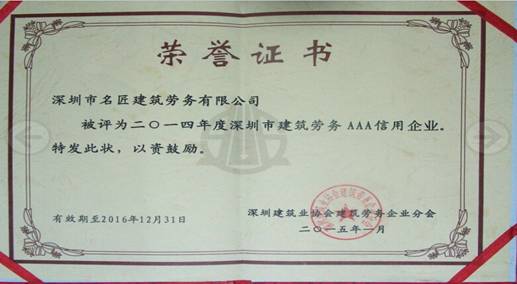 荣誉证书
深圳市名匠建筑劳务有限公司
被评为二〇一四年度深圳市建筑劳务AAA信用企业。
特发此状，以资鼓励。
深圳建筑业协会建筑劳务企业分会
有效期至2016年12月31日
二〇一五年一月